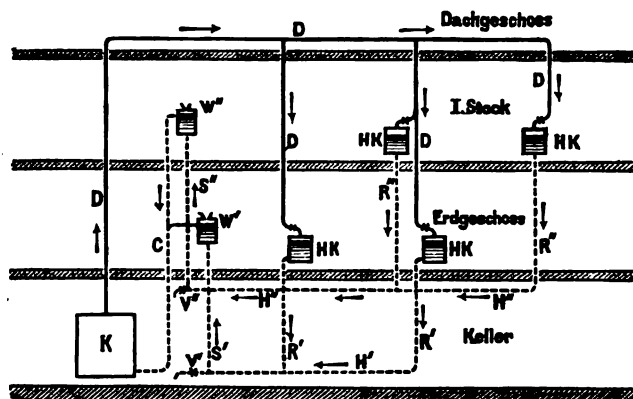 D
Dachgeschoss
D
W"
I. Stock
HK
D
HK
D
D
S"
R"
W'
Erdgeschoss
C
HK
HK
R"
V"
H"
H"
K
V'
S'
R'
H'
R'
Keller